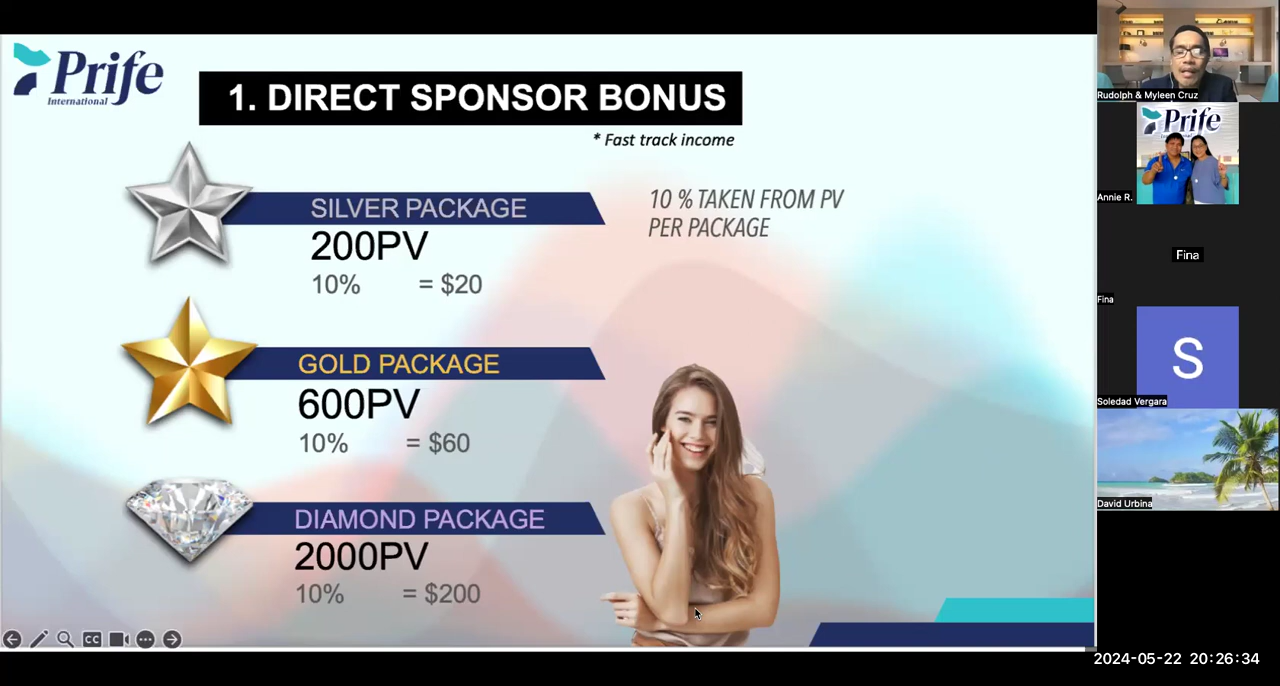 Prife
International
1. DIRECT SPONSOR BONUS
* Fast track income
SILVER PACKAGE
200PV
10% = $20
10 % TAKEN FROM PV
PER PACKAGE
GOLD PACKAGE
600PV
10% = $60
DIAMOND PACKAGE
2000PV
10% = $200
CC
Rudolph & Myleen Cruz
Prife
Annie R.
Fina
Fina
S
Soledad Vergara
David Urbina
2024-05-22 20:26:34